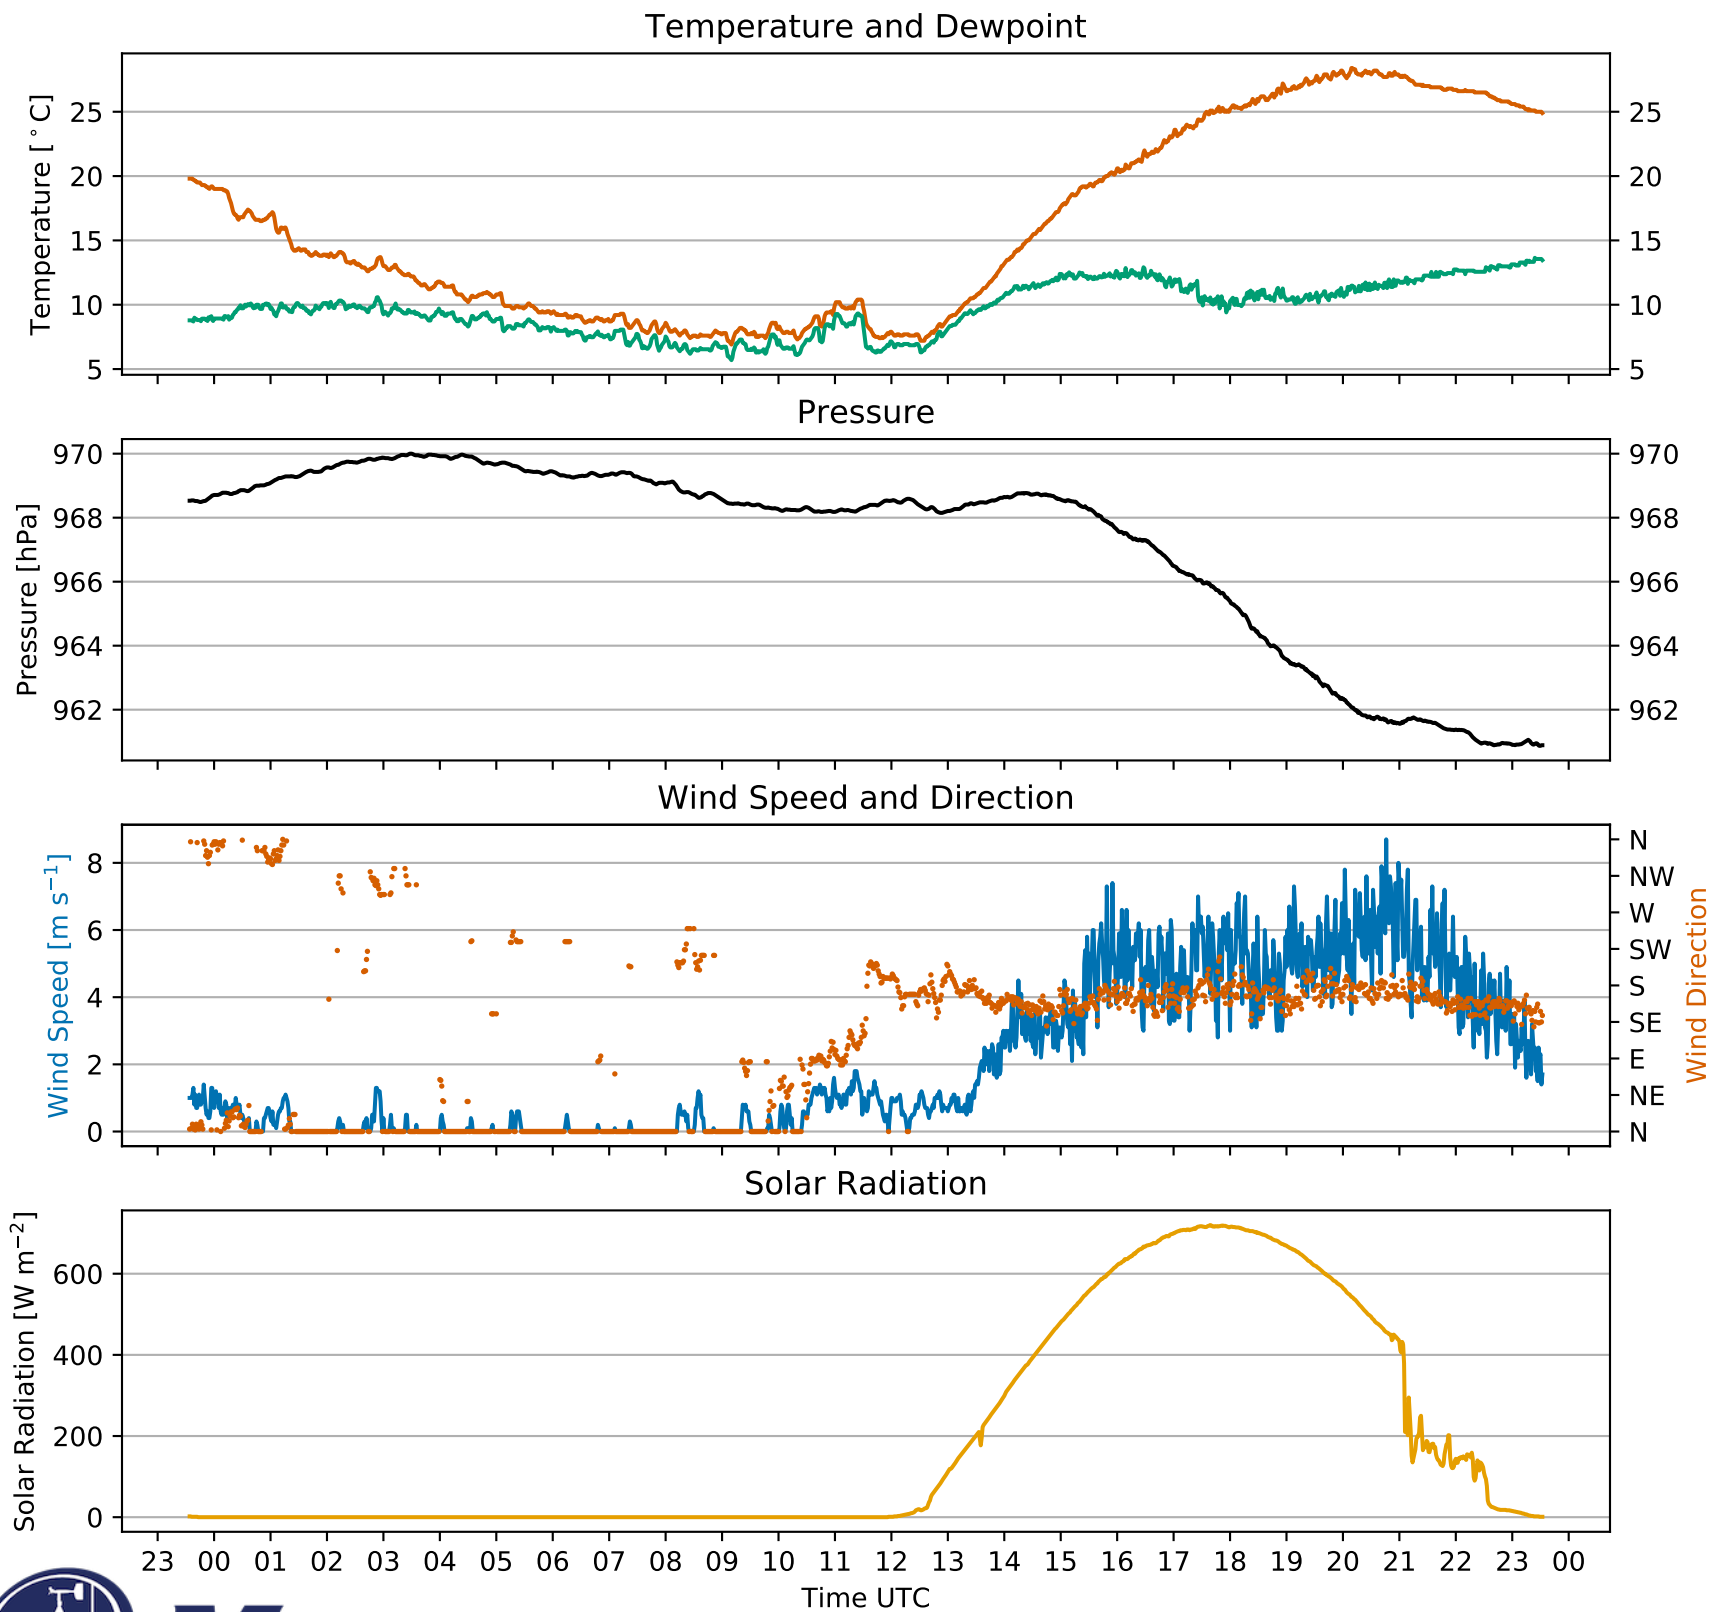 Temperature and Dewpoint
Temperature [°C]
25 25
20 20
15 15
10 10
5 5
Pressure
Pressure [hPa]
970 970
968 968
966 966
964 964
962 962
Wind Speed and Direction
Wind Speed [m s⁻¹]
8
6
4
2
0
N
NW
W
SW
S
SE
E
NE
N
Wind Direction
Solar Radiation
Solar Radiation [W m⁻²]
600
400
200
0
23 00 01 02 03 04 05 06 07 08 09 10 11 12 13 14 15 16 17 18 19 20 21 22 23 00
Time UTC